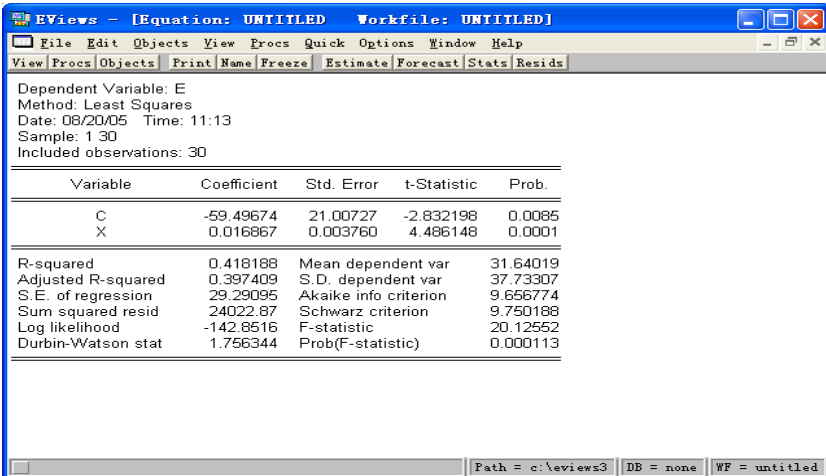 EViews - [Equation: UNTITLED Workfile: UNTITLED]
File Edit Objects View Procs Quick Options Window Help
View Procs Objects Print Name Freeze Estimate Forecast Stats Resids
Dependent Variable: E
Method: Least Squares
Date: 08/20/05 Time: 11:13
Sample: 1 30
Included observations: 30
Variable Coefficient Std. Error t-Statistic Prob.
C -59.49674 21.00727 -2.832198 0.0085
X 0.016867 0.003760 4.486148 0.0001
R-squared 0.418188 Mean dependent var 31.64019
Adjusted R-squared 0.397409 S.D. dependent var 37.73307
S.E. of regression 29.29095 Akaike info criterion 9.656774
Sum squared resid 24022.87 Schwarz criterion 9.750188
Log likelihood -142.8516 F-statistic 20.12552
Durbin-Watson stat 1.756344 Prob(F-statistic) 0.000113
Path = c:\eviews3 DB = none WF = untitled